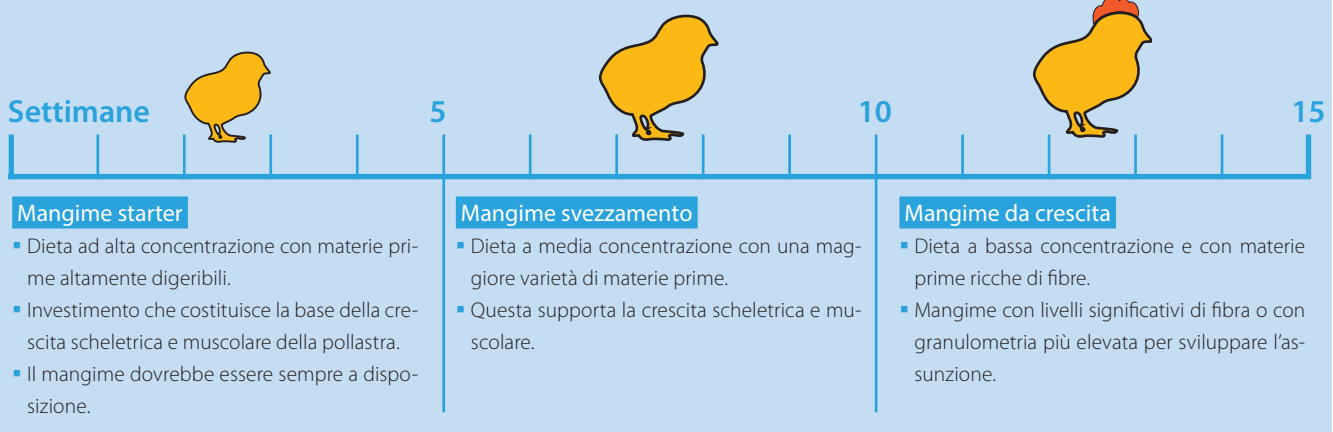 Settimane
5
10
15
Mangime starter
▪ Dieta ad alta concentrazione con materie pri-
me altamente digeribili.
▪ Investimento che costituisce la base della cre-
scita scheletrica e muscolare della pollastra.
▪ Il mangime dovrebbe essere sempre a dispo-
sizione.
Mangime svezzamento
▪ Dieta a media concentrazione con una mag-
giore varietà di materie prime.
▪ Questa supporta la crescita scheletrica e mu-
scolare.
Mangime da crescita
▪ Dieta a bassa concentrazione e con materie
prime ricche di fibre.
▪ Mangime con livelli significativi di fibra o con
granulometria più elevata per sviluppare l'as-
sunzione.